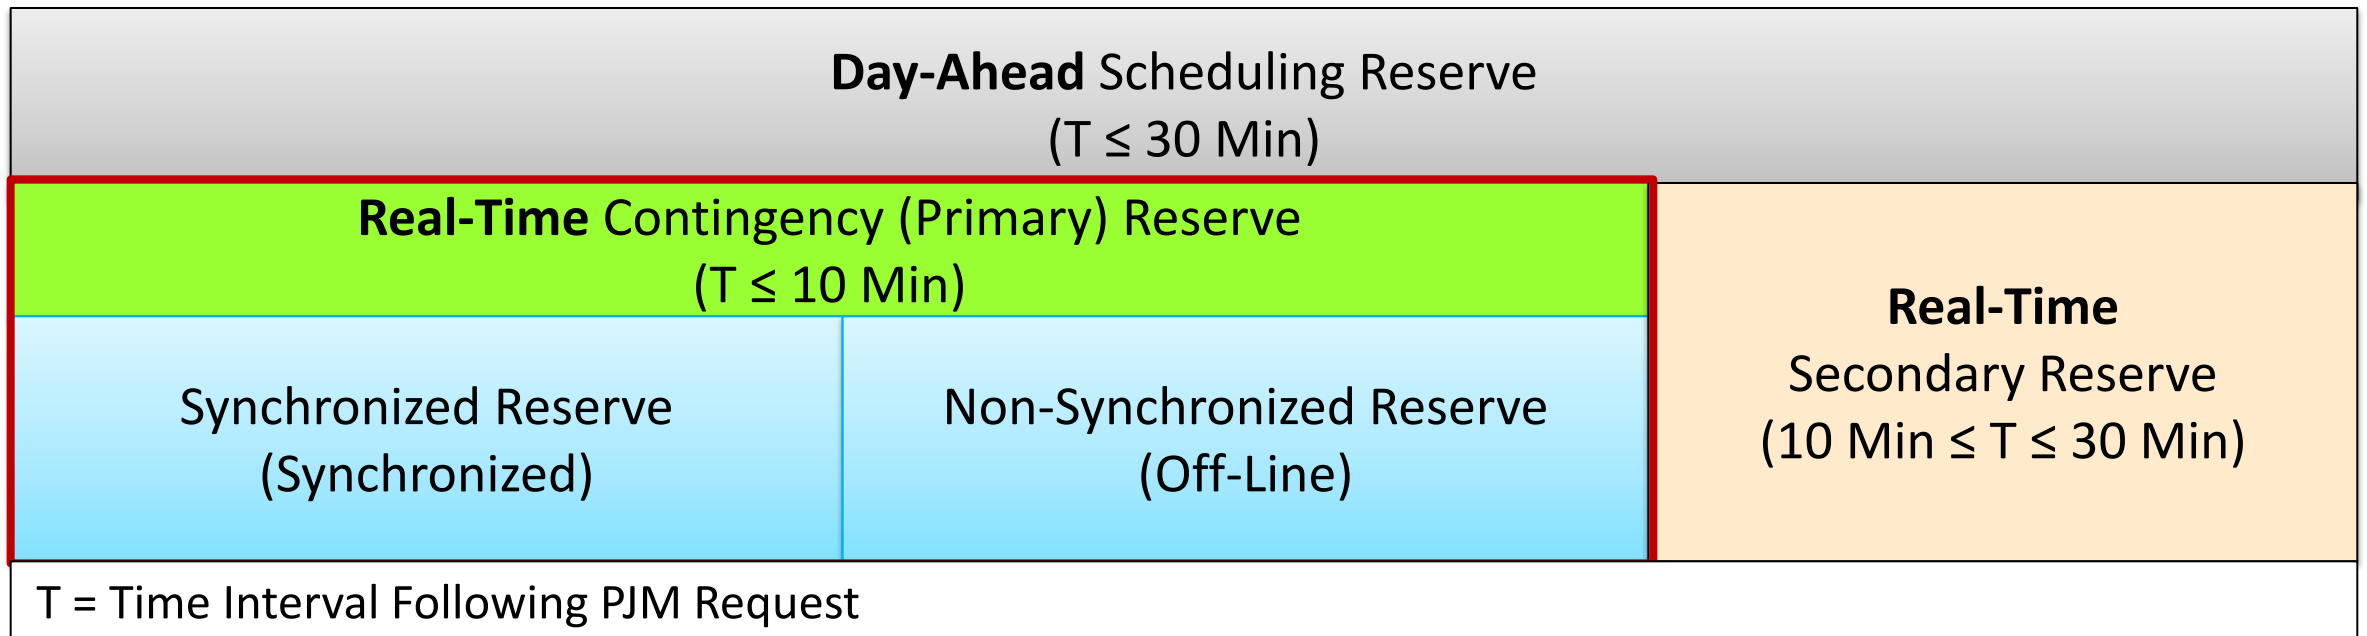 Day-Ahead Scheduling Reserve
(T ≤ 30 Min)
Real-Time Contingency (Primary) Reserve
(T ≤ 10 Min)
Synchronized Reserve
(Synchronized)
Non-Synchronized Reserve
(Off-Line)
Real-Time
Secondary Reserve
(10 Min ≤ T ≤ 30 Min)
T = Time Interval Following PJM Request